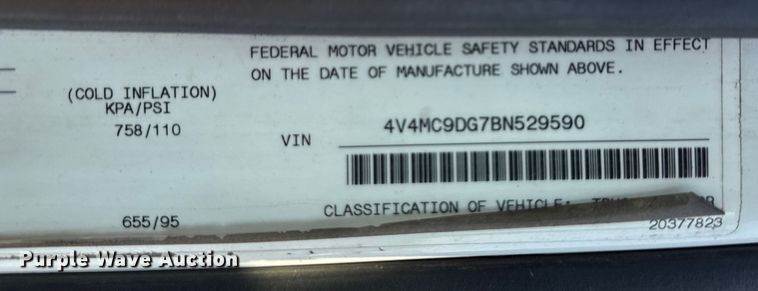 FEDERAL MOTOR VEHICLE SAFETY STANDARDS IN EFFECT
ON THE DATE OF MANUFACTURE SHOWN ABOVE.
(COLD INFLATION)
KPA/PSI
758/110
VIN
4V4MC9DG7BN529590
655/95
CLASSIFICATION OF VEHICLE:
20377823
Purple Wave Auction